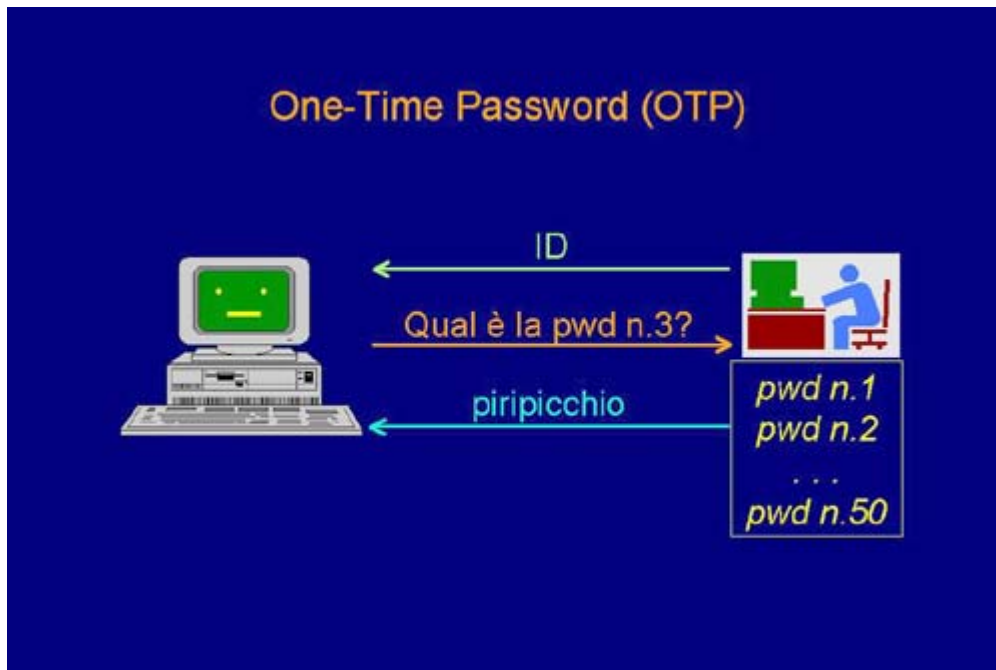 One-Time Password (OTP)
ID
Qual è la pwd n.3?
piripicchio
pwd n.1
pwd n.2
. . .
pwd n.50